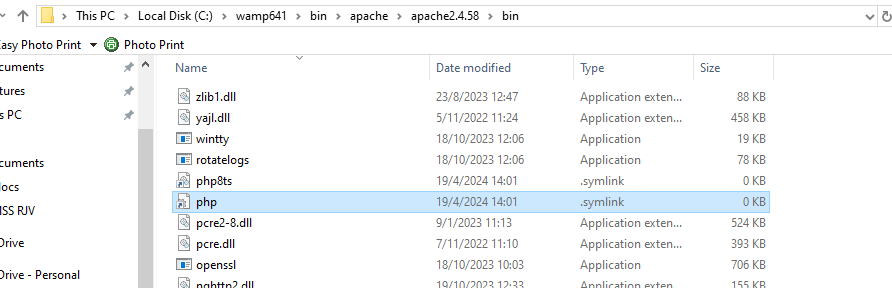 This PC > Local Disk (C:) > wamp641 > bin > apache > apache2.4.58 > bin
Easy Photo Print Photo Print
Name Date modified Type Size
zlib1.dll 23/8/2023 12:47 Application exten... 88 KB
yajl.dll 5/11/2022 11:24 Application exten... 458 KB
wintty 18/10/2023 12:06 Application 19 KB
rotatelogs 18/10/2023 12:06 Application 78 KB
php8ts 19/4/2024 14:01 .symlink 0 KB
php 19/4/2024 14:01 .symlink 0 KB
pcre2-8.dll 9/1/2023 11:13 Application exten... 524 KB
pcre.dll 7/11/2022 11:10 Application exten... 393 KB
openssl 18/10/2023 10:03 Application 706 KB
nghttp2.dll 19/10/2023 12:33 Application exten... 155 KB
cuments
tures
s PC
cuments
ocs
SS RJV
Drive
Drive - Personal